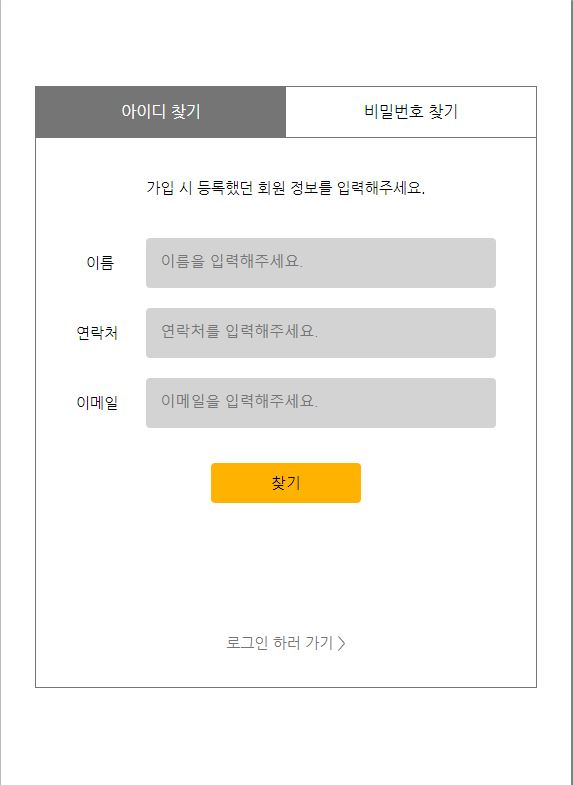 아이디 찾기
비밀번호 찾기
가입 시 등록했던 회원 정보를 입력해주세요.
이름
이름을 입력해주세요.
연락처
연락처를 입력해주세요.
이메일
이메일을 입력해주세요.
찾기
로그인 하러 가기 〉